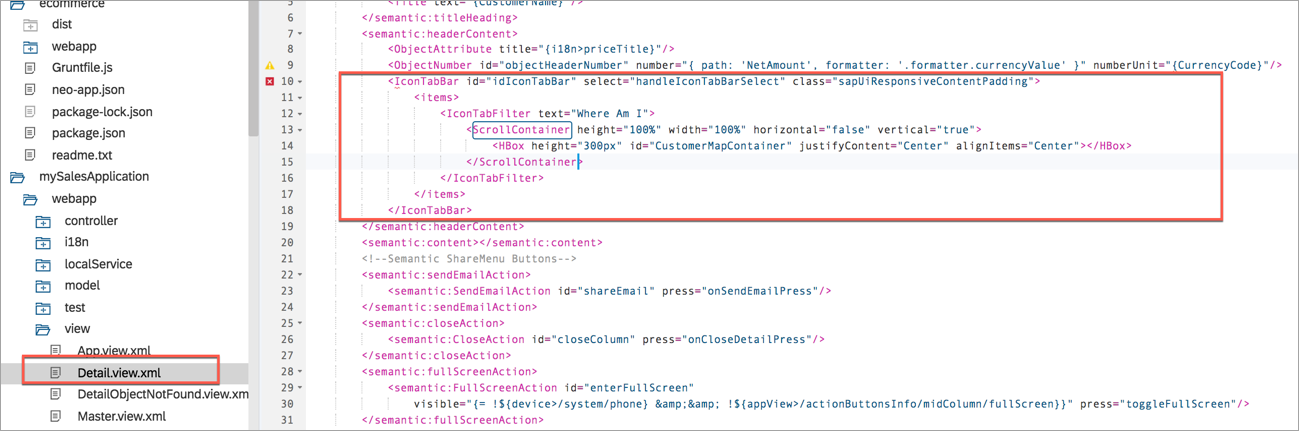 ecommerce
dist
webapp
Gruntfile.js
neo-app.json
package-lock.json
package.json
readme.txt
mySalesApplication
webapp
controller
i18n
localService
model
test
view
App.view.xml
Detail.view.xml
DetailObjectNotFound.view.xm
Master.view.xml
5 <Title text="{CustomerName}"/>
6 </semantic:titleHeading>
7 <semantic:headerContent>
8 <ObjectAttribute title="{i18n>priceTitle}"/>
9 <ObjectNumber id="objectHeaderNumber" number="{ path: 'NetAmount', formatter: '.formatter.currencyValue' }" numberUnit="{CurrencyCode}"/>
10 <IconTabBar id="idIconTabBar" select="handleIconTabBarSelect" class="sapUiResponsiveContentPadding">
11 <items>
12 <IconTabFilter text="Where Am I">
13 <ScrollContainer height="100%" width="100%" horizontal="false" vertical="true">
14 <HBox height="300px" id="CustomerMapContainer" justifyContent="Center" alignItems="Center"></HBox>
15 </ScrollContainer>
16 </IconTabFilter>
17 </items>
18 </IconTabBar>
19 </semantic:headerContent>
20 <semantic:content></semantic:content>
21 <!--Semantic ShareMenu Buttons-->
22 <semantic:sendEmailAction>
23 <semantic:SendEmailAction id="shareEmail" press="onSendEmailPress"/>
24 </semantic:sendEmailAction>
25 <semantic:closeAction>
26 <semantic:CloseAction id="closeColumn" press="onCloseDetailPress"/>
27 </semantic:closeAction>
28 <semantic:fullScreenAction>
29 <semantic:FullScreenAction id="enterFullScreen"
30 visible="{= !${device>/system/phone} &amp;&amp; !${appView>/actionButtonsInfo/midColumn/fullScreen}}" press="toggleFullScreen"/>
31 </semantic:fullScreenAction>